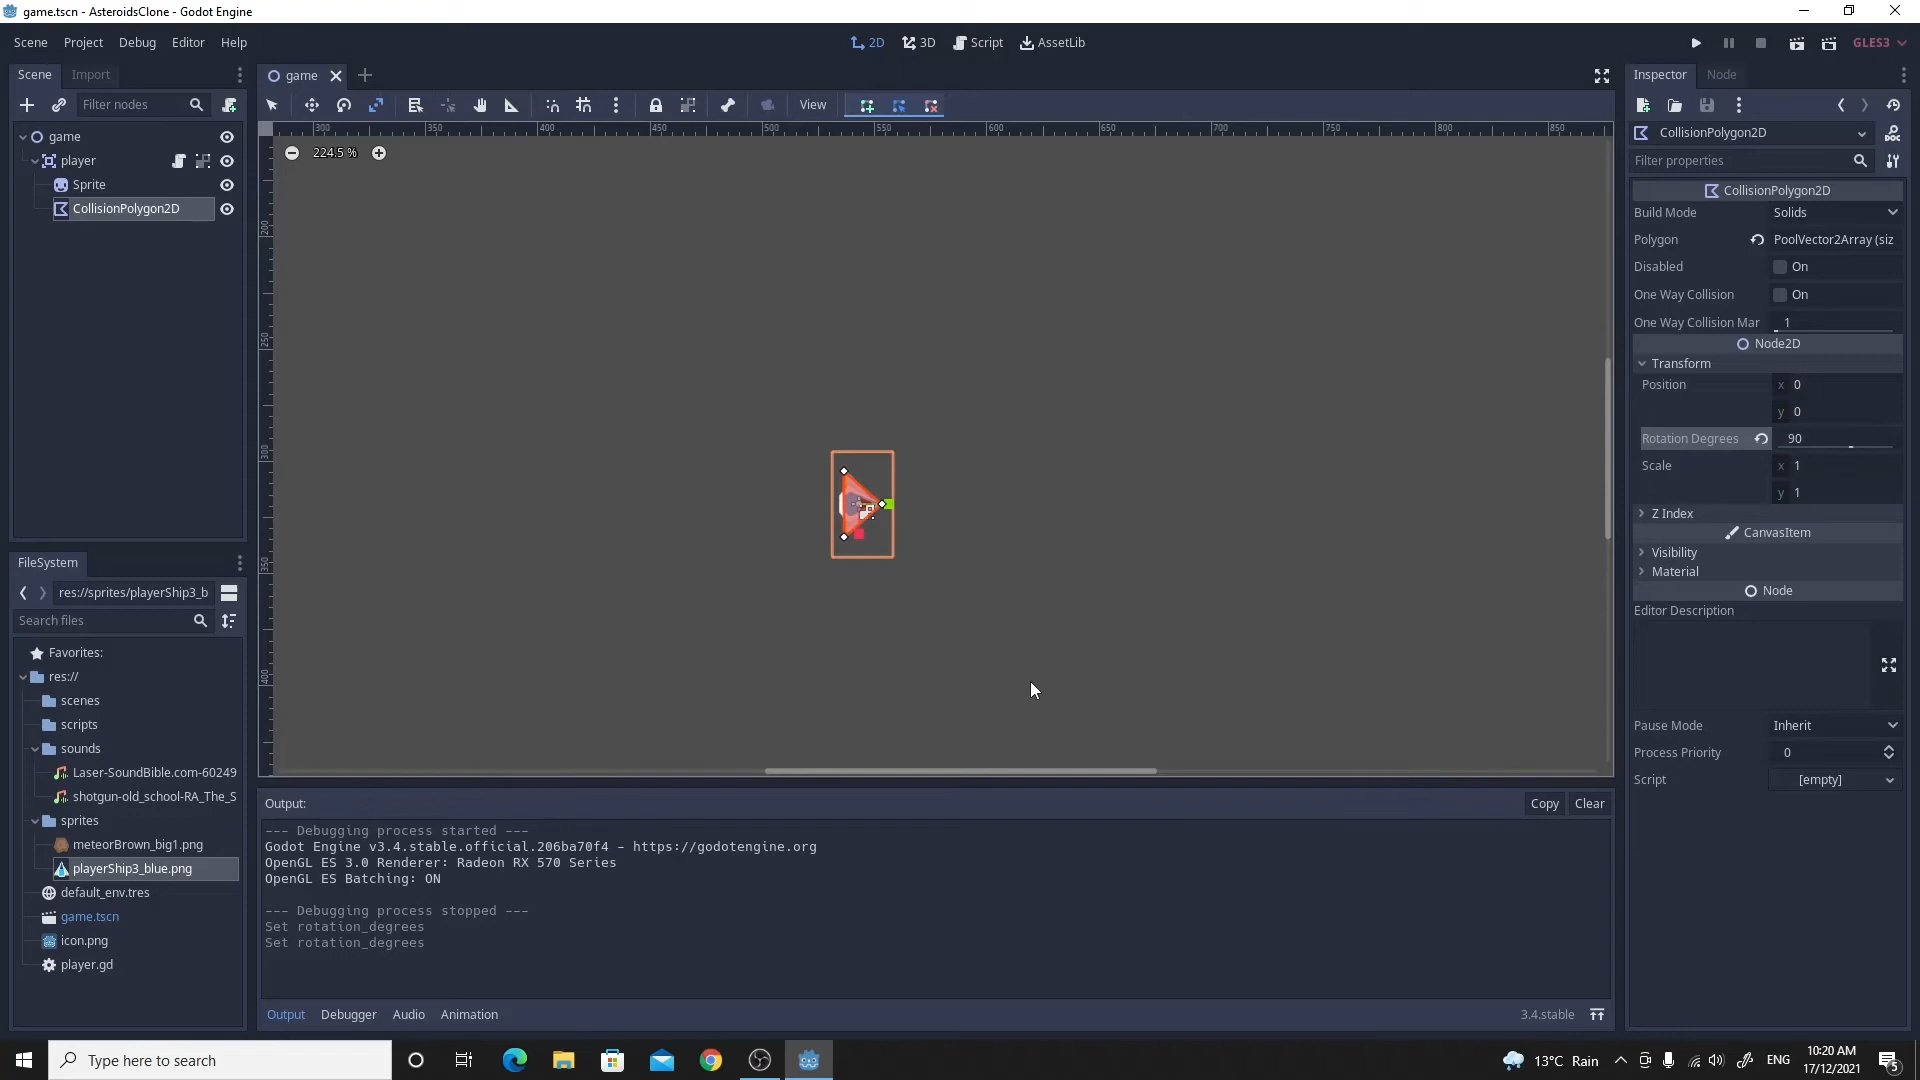 game.tscn - AsteroidsClone - Godot Engine
Scene Project Debug Editor Help
2D 3D Script AssetLib
GLES3
Scene Import
game
Inspector Node
Filter nodes
View
224.5 %
300 350 400 450 500 550 600 650 700 750 800 850
200
250
300
350
400
game
player
Sprite
CollisionPolygon2D
CollisionPolygon2D
Filter properties
CollisionPolygon2D
Build Mode Solids
Polygon PoolVector2Array (siz
Disabled On
One Way Collision On
One Way Collision Mar 1
Node2D
Transform
Position x 0
y 0
Rotation Degrees 90
Scale x 1
y 1
Z Index
CanvasItem
Visibility
Material
Node
Editor Description
Pause Mode Inherit
Process Priority 0
Script [empty]
FileSystem
res://sprites/playerShip3_b
Search files
Favorites:
res://
scenes
scripts
sounds
Laser-SoundBible.com-60249
shotgun-old_school-RA_The_S
sprites
meteorBrown_big1.png
playerShip3_blue.png
default_env.tres
game.tscn
icon.png
player.gd
Output: Copy Clear
--- Debugging process started ---
Godot Engine v3.4.stable.official.206ba70f4 - https://godotengine.org
OpenGL ES 3.0 Renderer: Radeon RX 570 Series
OpenGL ES Batching: ON
--- Debugging process stopped ---
Set rotation_degrees
Set rotation_degrees
Output Debugger Audio Animation 3.4.stable
Type here to search
13°C Rain
ENG
10:20 AM
17/12/2021
5